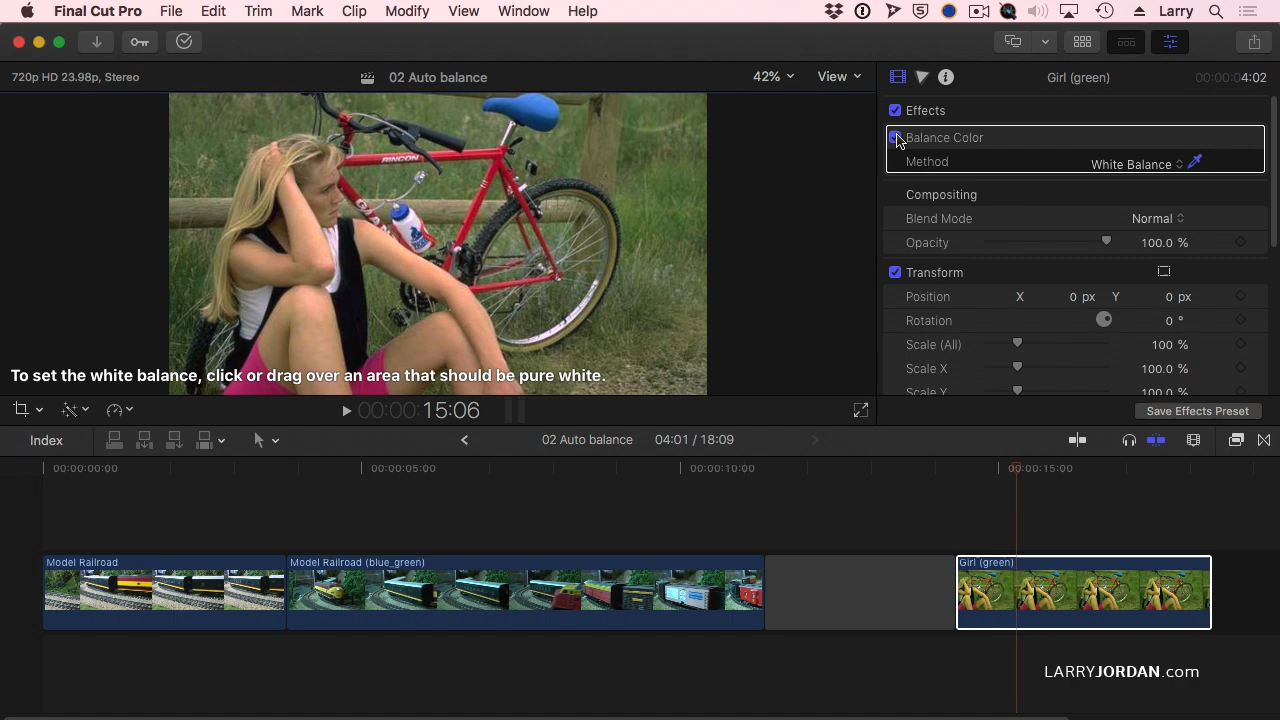 Final Cut Pro File Edit Trim Mark Clip Modify View Window Help Larry
720p HD 23.98p, Stereo 02 Auto balance 42% View Girl (green) 00:00:04:02
Effects
Balance Color
Method White Balance
Compositing
Blend Mode Normal
Opacity 100.0 %
Transform
Position X 0 px Y 0 px
Rotation 0 °
Scale (All) 100 %
Scale X 100.0 %
Scale Y 100.0 %
RINCON
To set the white balance, click or drag over an area that should be pure white.
00:00:15:06 Save Effects Preset
Index 02 Auto balance 04:01 / 18:09
00:00:00:00 00:00:05:00 00:00:10:00 00:00:15:00
Model Railroad Model Railroad (blue_green) Girl (green)
LARRYJORDAN.com